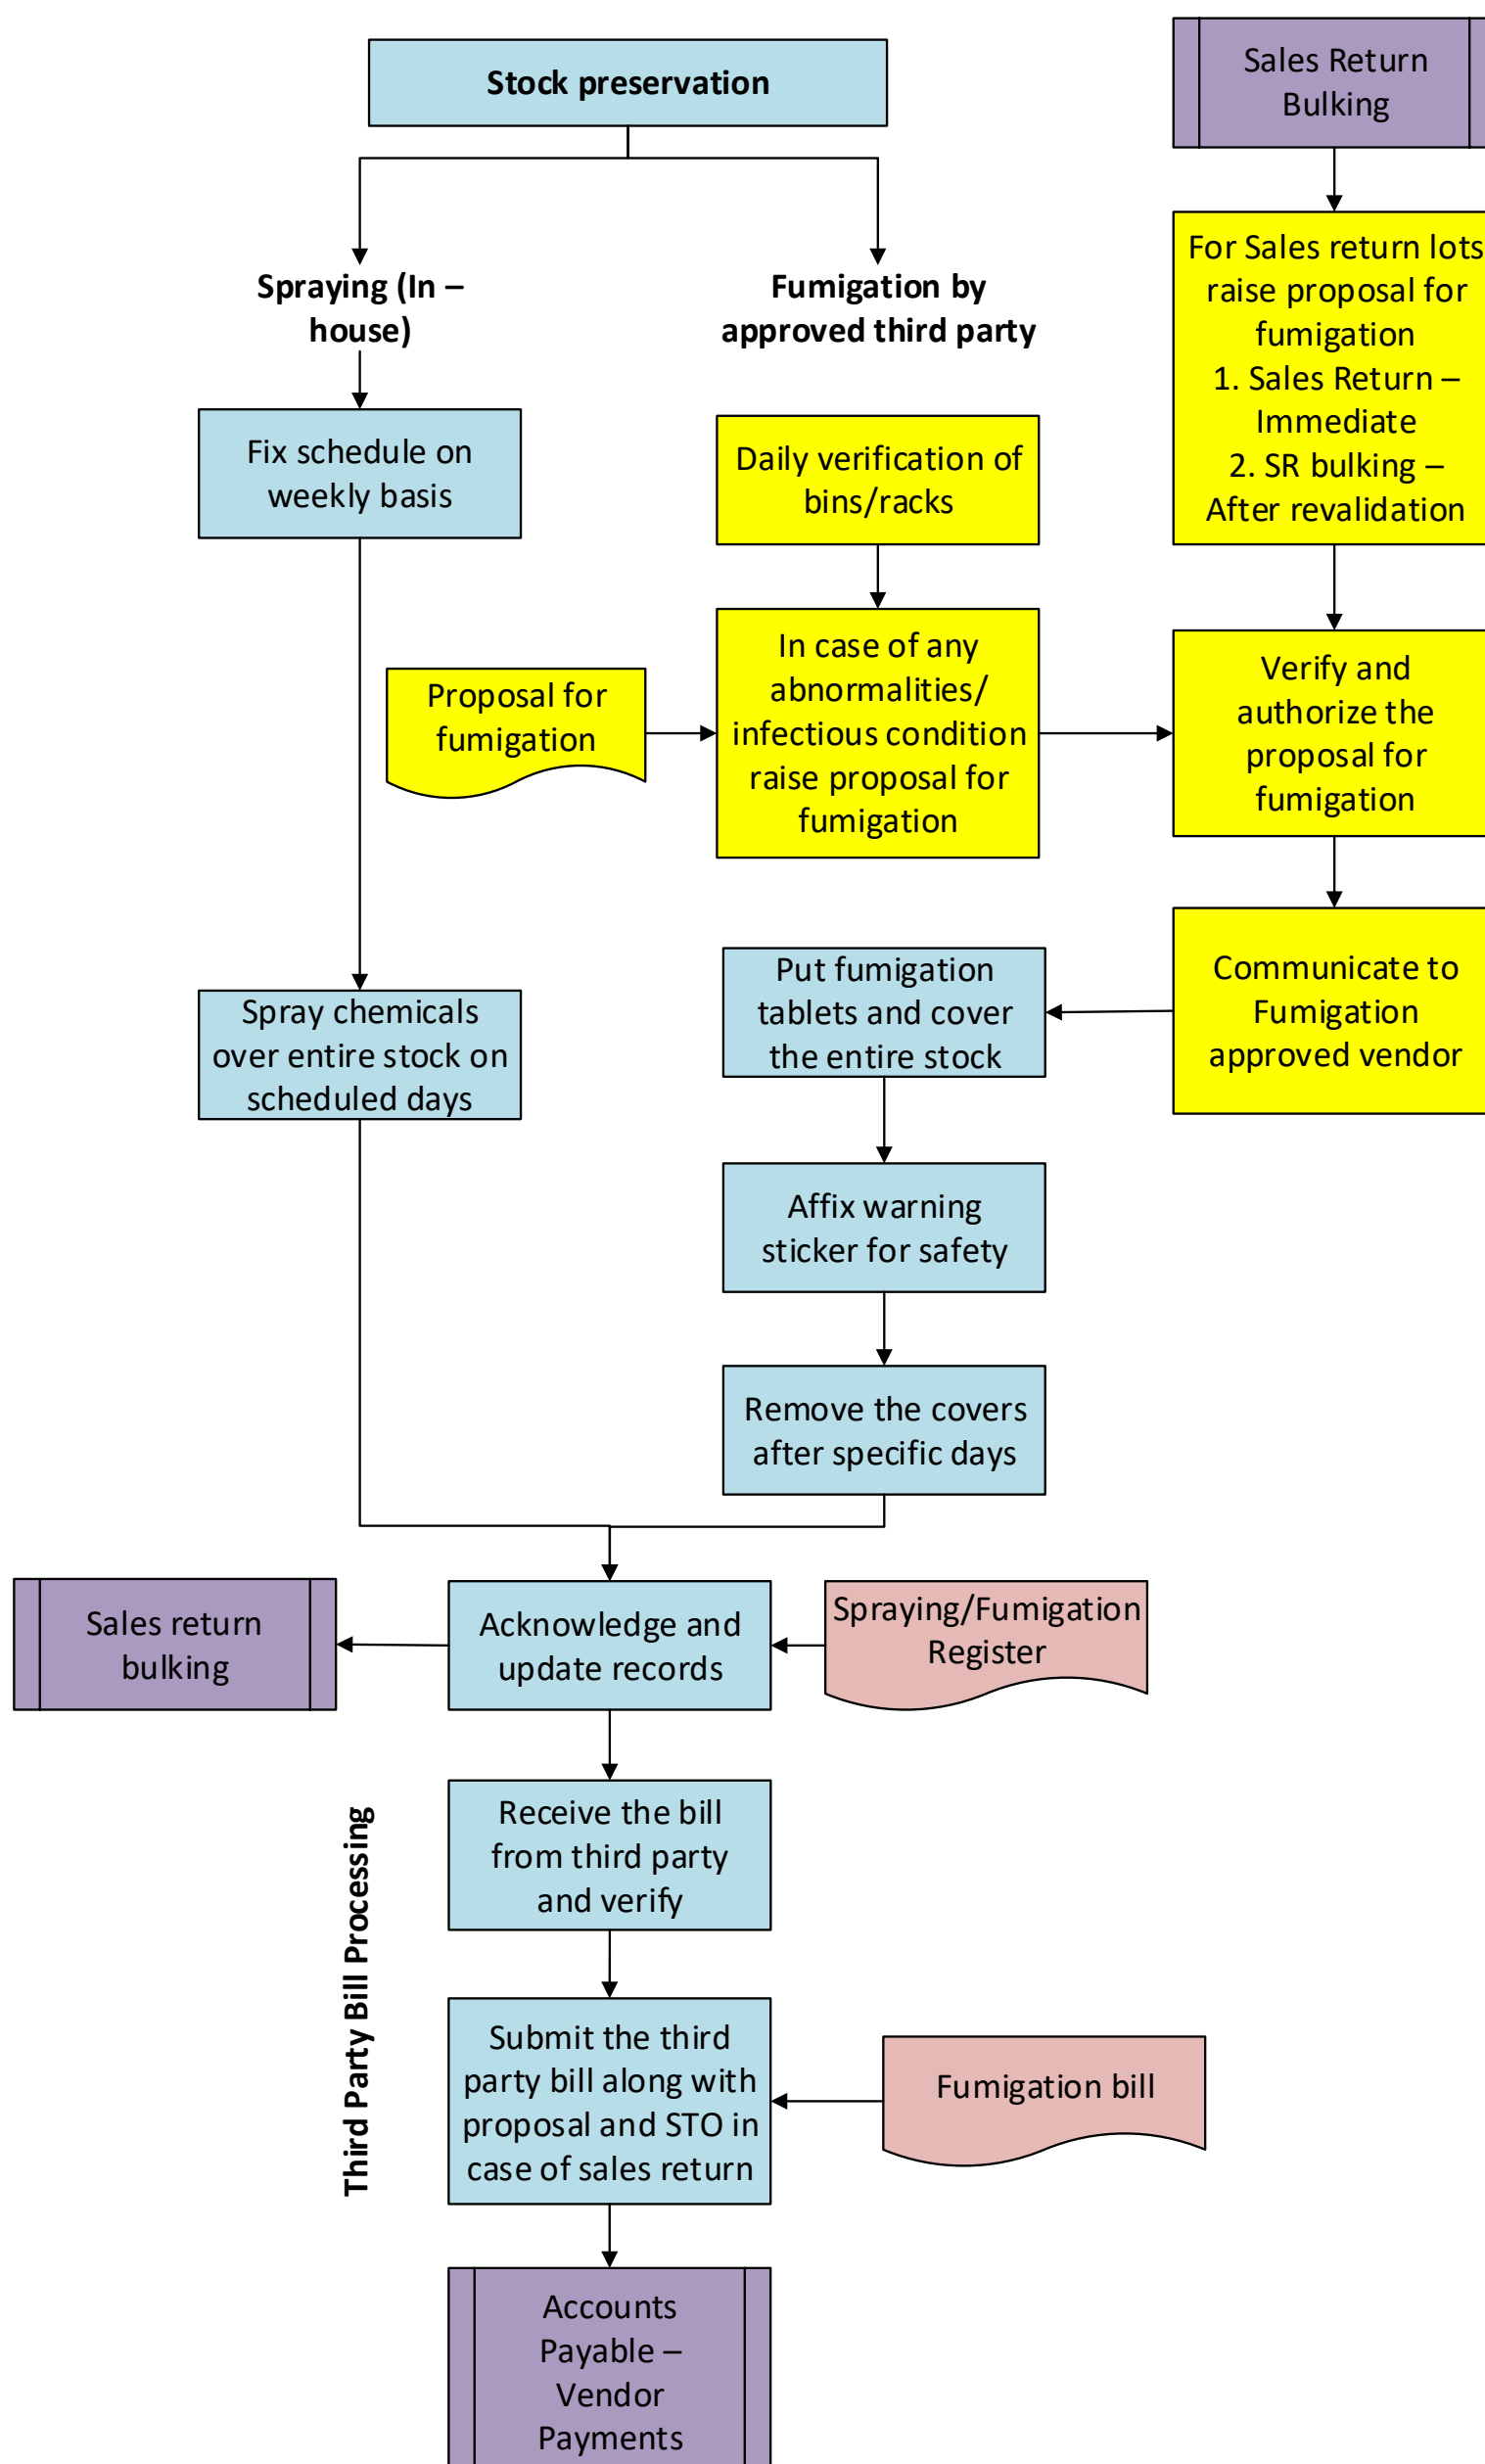 Stock preservation
Sales Return
Bulking
Spraying (In –
house)
Fumigation by
approved third party
For Sales return lots
raise proposal for
fumigation
1. Sales Return –
Immediate
2. SR bulking –
After revalidation
Fix schedule on
weekly basis
Daily verification of
bins/racks
Proposal for
fumigation
In case of any
abnormalities/
infectious condition
raise proposal for
fumigation
Verify and
authorize the
proposal for
fumigation
Communicate to
Fumigation
approved vendor
Put fumigation
tablets and cover
the entire stock
Spray chemicals
over entire stock on
scheduled days
Affix warning
sticker for safety
Remove the covers
after specific days
Sales return
bulking
Acknowledge and
update records
Spraying/Fumigation
Register
Third Party Bill Processing
Receive the bill
from third party
and verify
Submit the third
party bill along with
proposal and STO in
case of sales return
Fumigation bill
Accounts
Payable –
Vendor
Payments